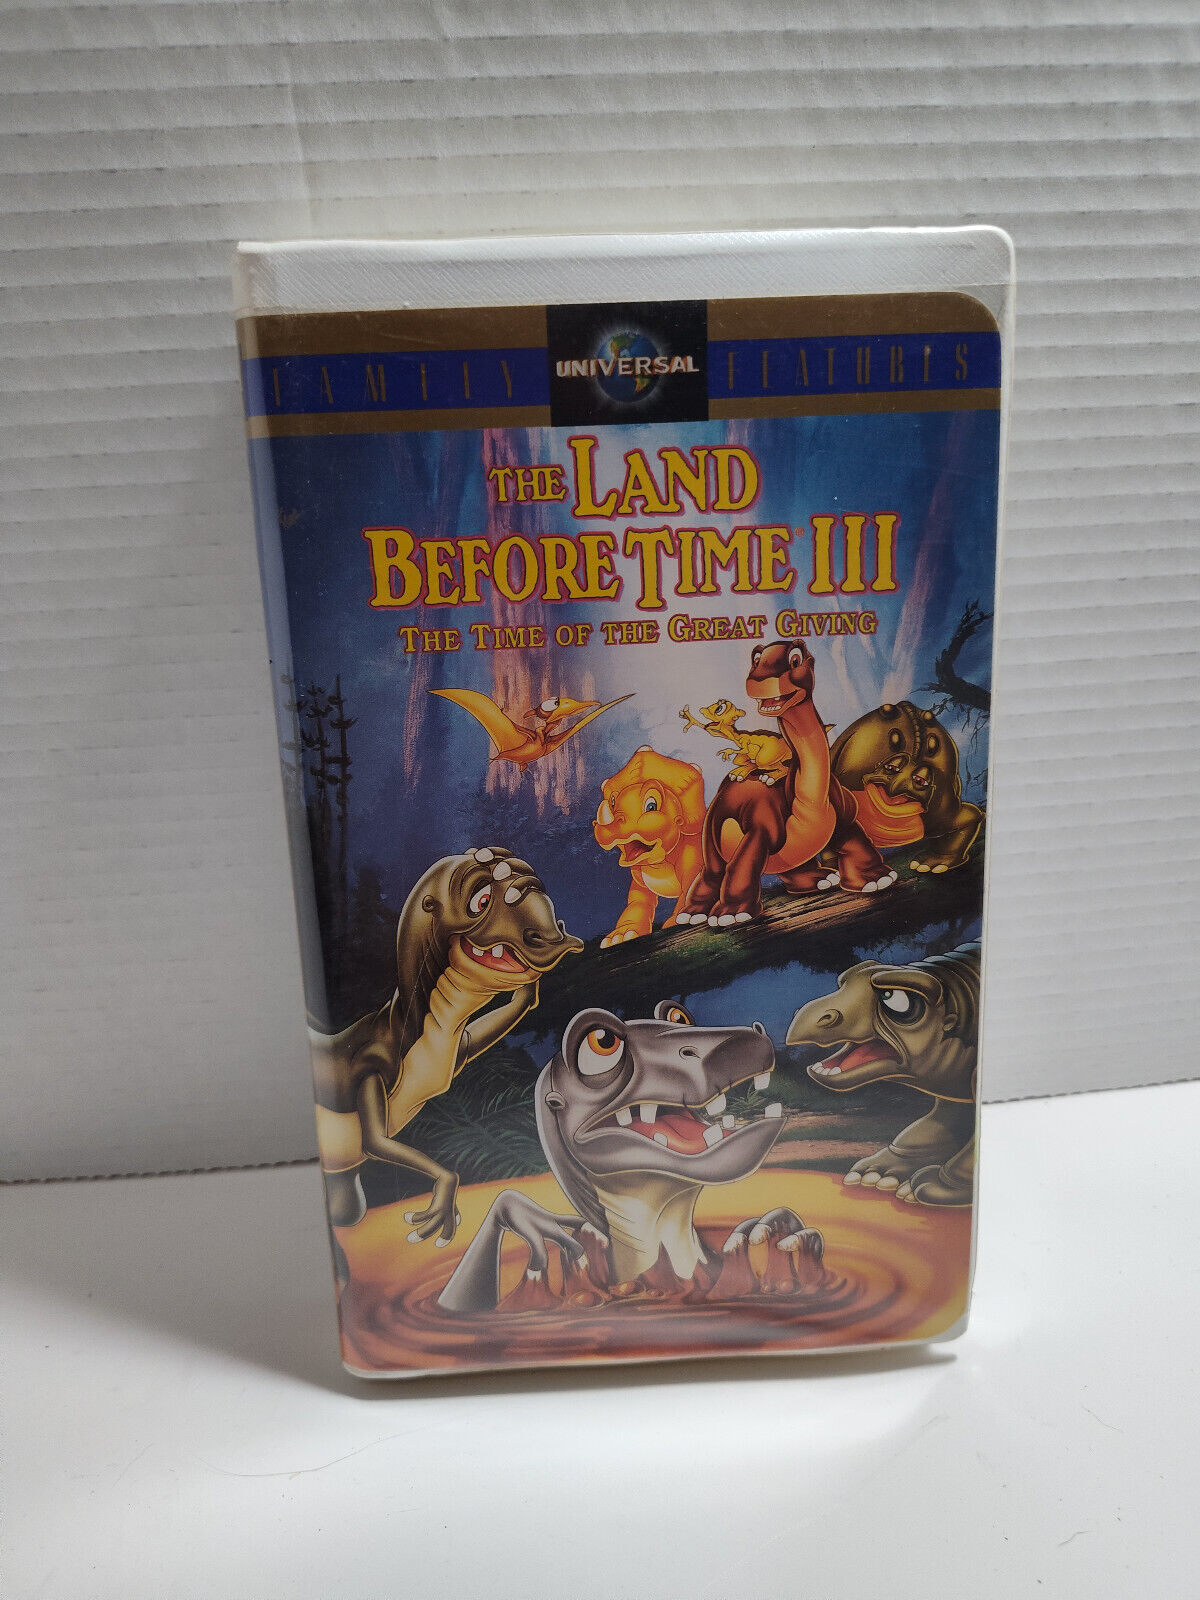 FAMILY UNIVERSAL FEATURES
THE LAND
BEFORE TIME® III
THE TIME OF THE GREAT GIVING